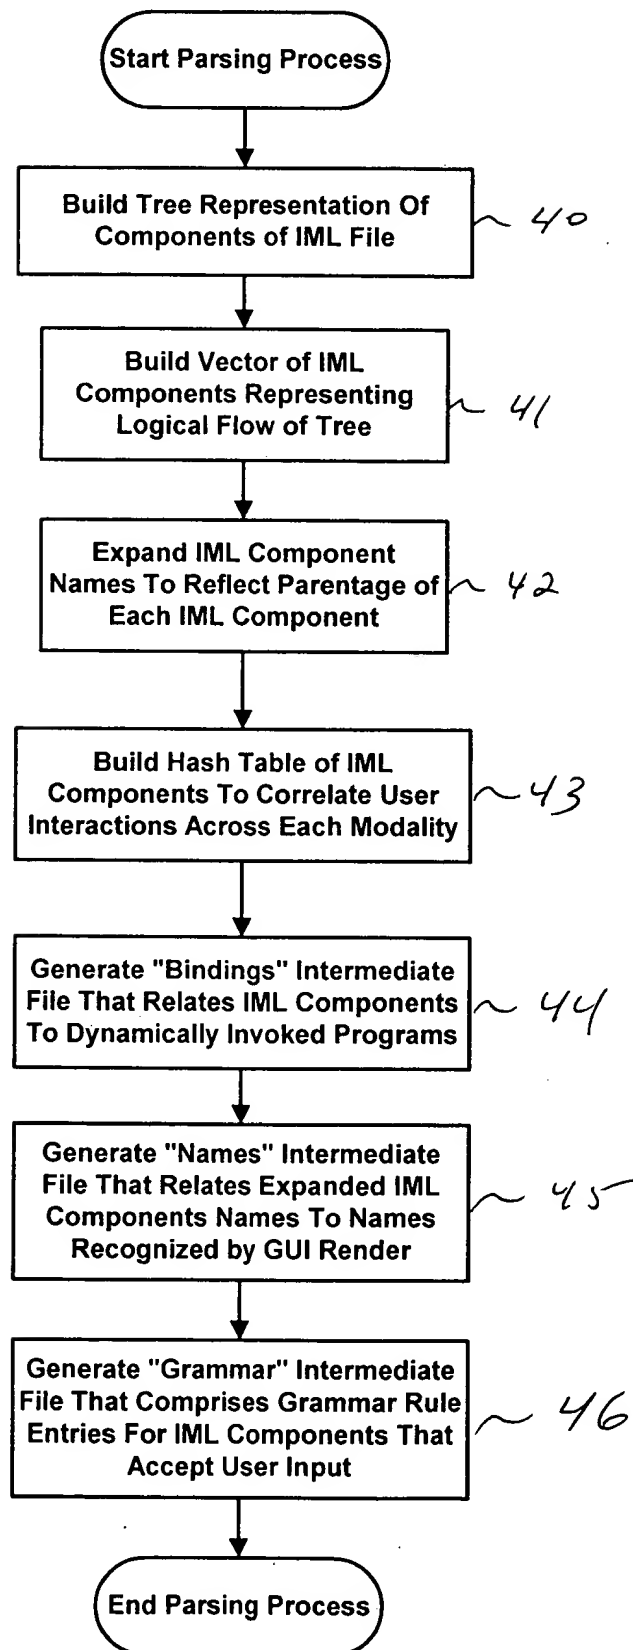 Start Parsing Process
Build Tree Representation Of
Components of IML File
40
Build Vector of IML
Components Representing
Logical Flow of Tree
41
Expand IML Component
Names To Reflect Parentage of
Each IML Component
42
Build Hash Table of IML
Components To Correlate User
Interactions Across Each Modality
43
Generate "Bindings" Intermediate
File That Relates IML Components
To Dynamically Invoked Programs
44
Generate "Names" Intermediate
File That Relates Expanded IML
Components Names To Names
Recognized by GUI Render
45
Generate "Grammar" Intermediate
File That Comprises Grammar Rule
Entries For IML Components That
Accept User Input
46
End Parsing Process